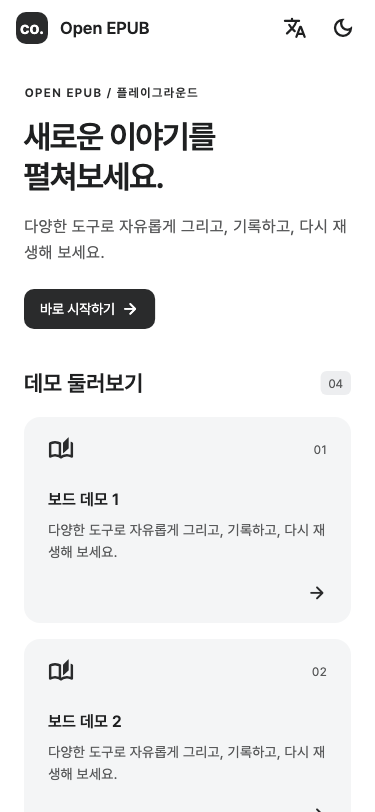 co. Open EPUB
OPEN EPUB / 플레이그라운드
새로운 이야기를
펼쳐보세요.
다양한 도구로 자유롭게 그리고, 기록하고, 다시 재
생해 보세요.
바로 시작하기
데모 둘러보기 04
01
보드 데모 1
다양한 도구로 자유롭게 그리고, 기록하고, 다시 재
생해 보세요.
02
보드 데모 2
다양한 도구로 자유롭게 그리고, 기록하고, 다시 재
생해 보세요.